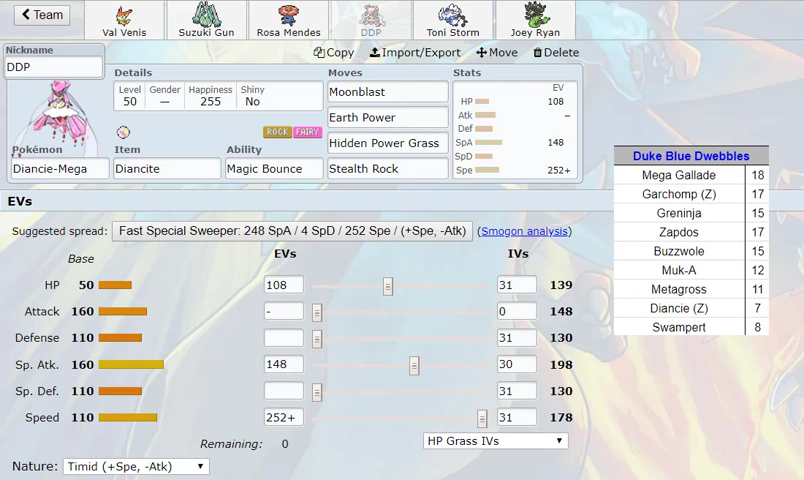 < Team
Val Venis
Suzuki Gun
Rosa Mendes
DDP
Toni Storm
Joey Ryan
Copy
Import/Export
Move
Delete
Nickname
DDP
Details
Level Gender Happiness Shiny
50 — 255 No
ROCK FAIRY
Pokémon
Diancie-Mega
Item
Diancite
Ability
Magic Bounce
Moves
Moonblast
Earth Power
Hidden Power Grass
Stealth Rock
Stats
EV
HP 108
Atk –
Def
SpA 148
SpD
Spe 252+
Duke Blue Dwebbles
Mega Gallade 18
Garchomp (Z) 17
Greninja 15
Zapdos 17
Buzzwole 15
Muk-A 12
Metagross 11
Diancie (Z) 7
Swampert 8
EVs
Suggested spread: Fast Special Sweeper: 248 SpA / 4 SpD / 252 Spe / (+Spe, -Atk) (Smogon analysis)
Base EVs IVs
HP 50 108 31 139
Attack 160 - 0 148
Defense 110 31 130
Sp. Atk. 160 148 30 198
Sp. Def. 110 31 130
Speed 110 252+ 31 178
Remaining: 0
HP Grass IVs
Nature: Timid (+Spe, -Atk)